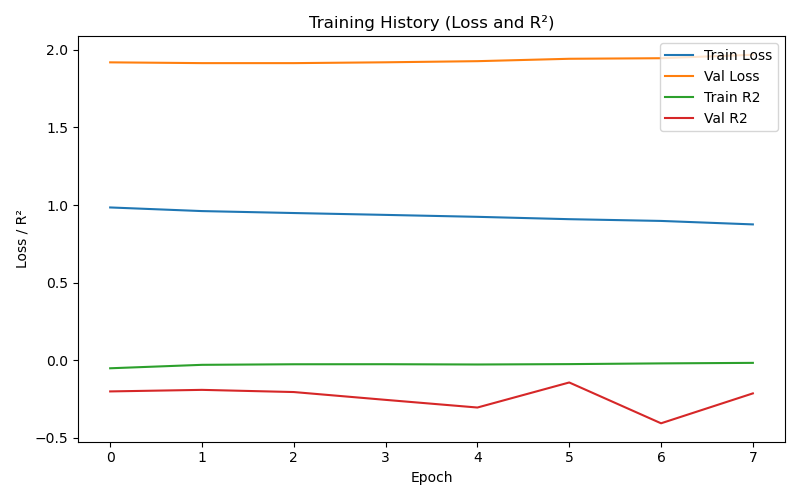 Training History (Loss and R²)
Train Loss
Val Loss
Train R2
Val R2
Loss / R²
2.0
1.5
1.0
0.5
0.0
−0.5
0 1 2 3 4 5 6 7
Epoch